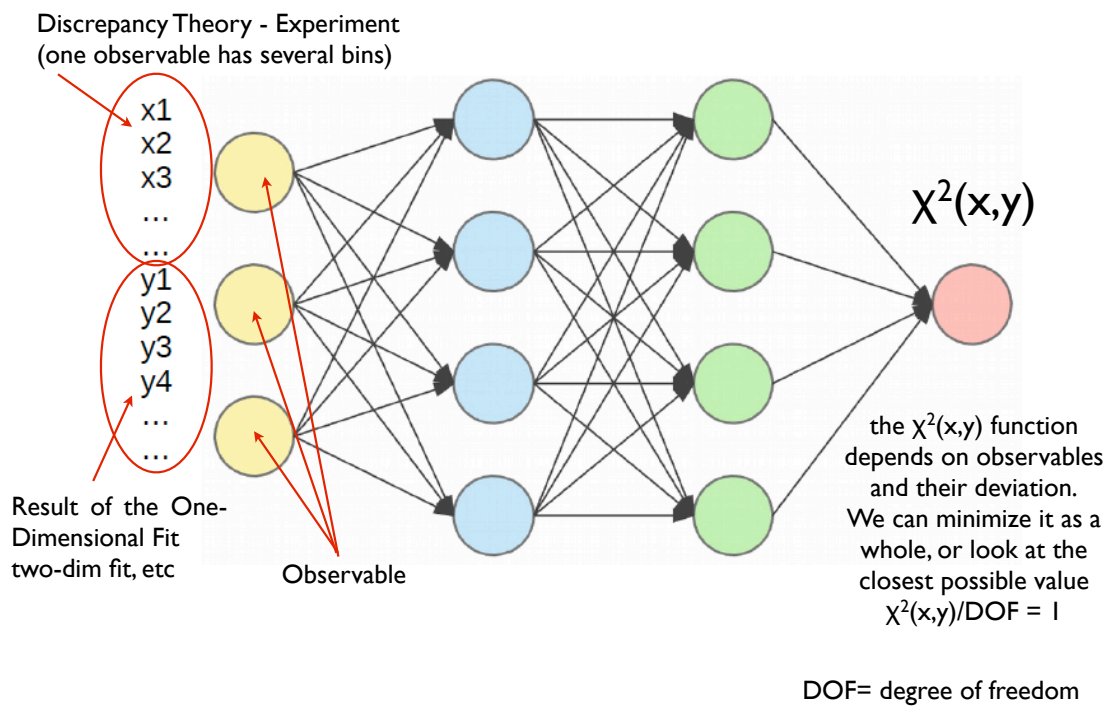 Discrepancy Theory - Experiment
(one observable has several bins)
x1
x2
x3
...
...
y1
y2
y3
y4
...
...
Result of the One-
Dimensional Fit
two-dim fit, etc
Observable
χ²(x,y)
the χ²(x,y) function
depends on observables
and their deviation.
We can minimize it as a
whole, or look at the
closest possible value
χ²(x,y)/DOF = 1
DOF= degree of freedom